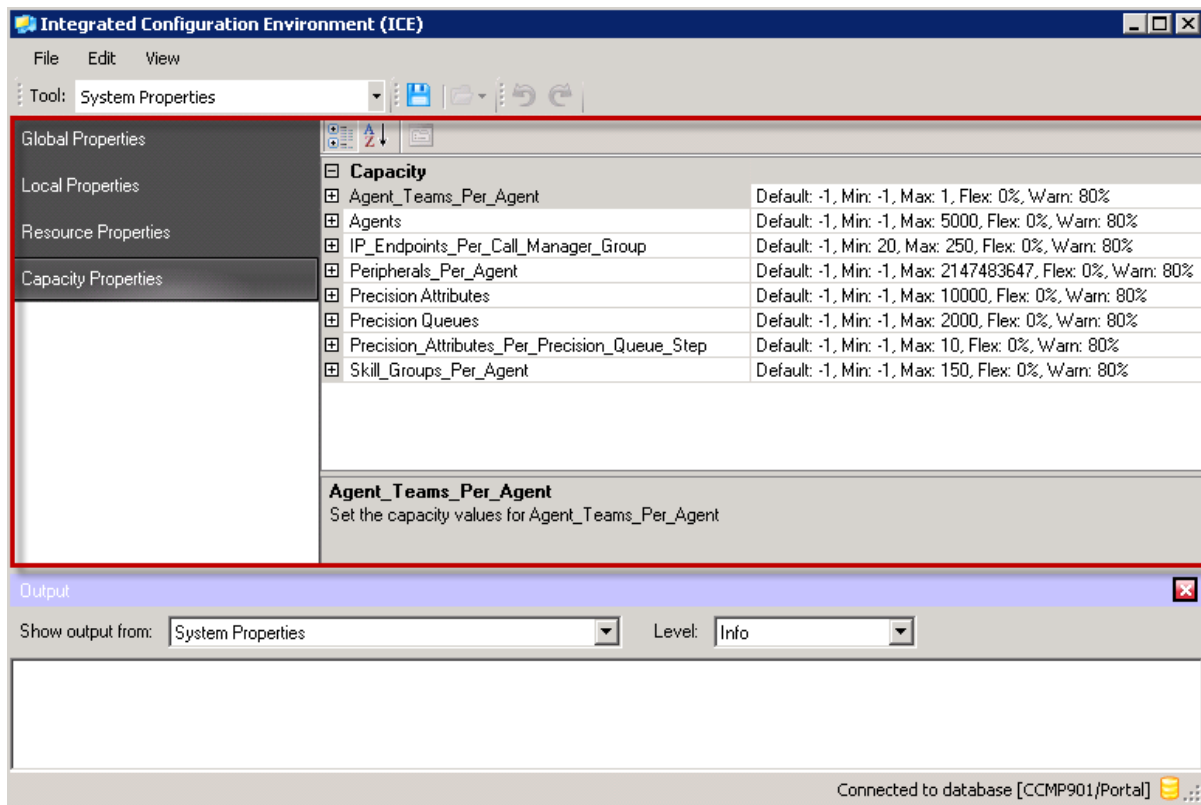 Integrated Configuration Environment (ICE)
File Edit View
Tool: System Properties
Global Properties
Local Properties
Resource Properties
Capacity Properties
Capacity
Agent_Teams_Per_Agent Default: -1, Min: -1, Max: 1, Flex: 0%, Warn: 80%
Agents Default: -1, Min: -1, Max: 5000, Flex: 0%, Warn: 80%
IP_Endpoints_Per_Call_Manager_Group Default: -1, Min: 20, Max: 250, Flex: 0%, Warn: 80%
Peripherals_Per_Agent Default: -1, Min: -1, Max: 2147483647, Flex: 0%, Warn: 80%
Precision Attributes Default: -1, Min: -1, Max: 10000, Flex: 0%, Warn: 80%
Precision Queues Default: -1, Min: -1, Max: 2000, Flex: 0%, Warn: 80%
Precision_Attributes_Per_Precision_Queue_Step Default: -1, Min: -1, Max: 10, Flex: 0%, Warn: 80%
Skill_Groups_Per_Agent Default: -1, Min: -1, Max: 150, Flex: 0%, Warn: 80%
Agent_Teams_Per_Agent
Set the capacity values for Agent_Teams_Per_Agent
Output
Show output from: System Properties Level: Info
Connected to database [CCMP901/Portal]